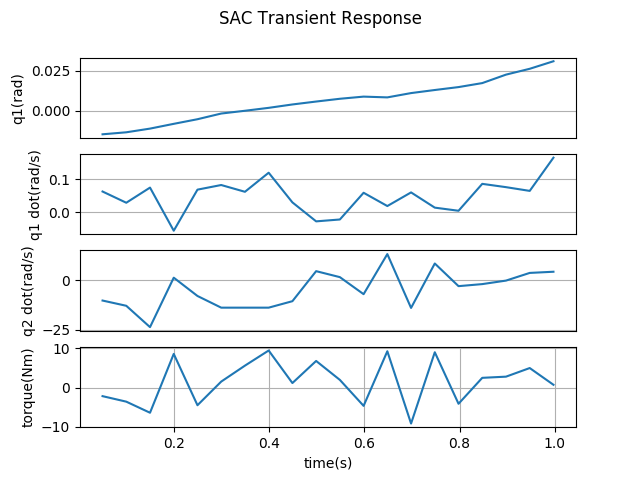 SAC Transient Response
q1(rad)
0.025
0.000
q1 dot(rad/s)
0.1
0.0
q2 dot(rad/s)
0
−25
torque(Nm)
10
0
−10
0.2 0.4 0.6 0.8 1.0
time(s)